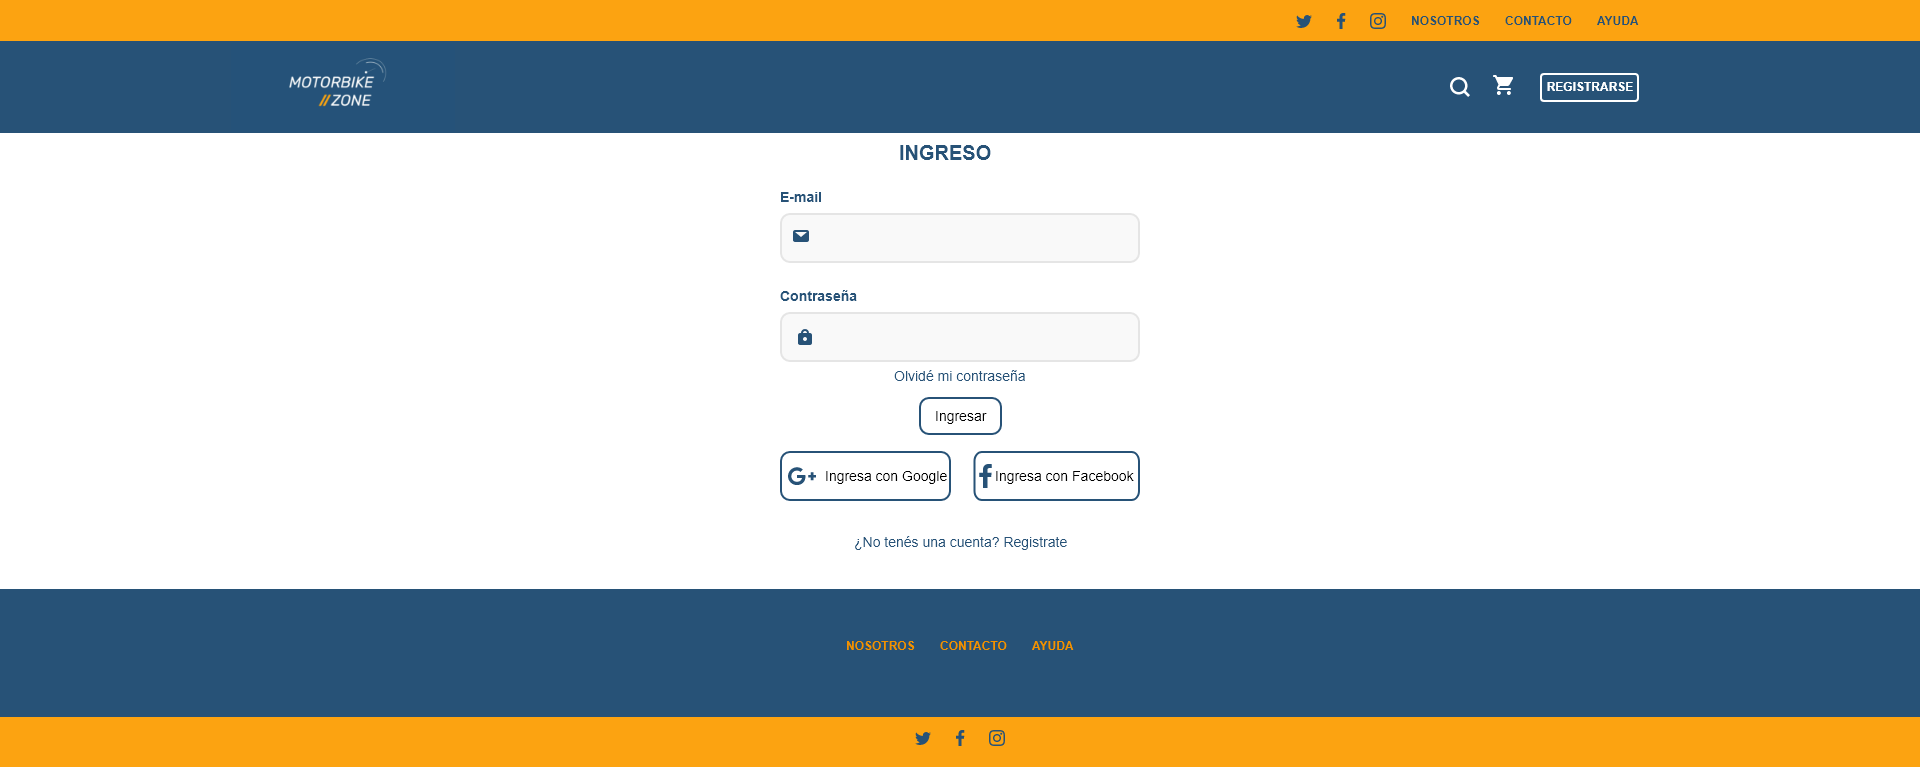 NOSOTROS CONTACTO AYUDA
MOTORBIKE
//ZONE
REGISTRARSE
INGRESO
E-mail
Contraseña
Olvidé mi contraseña
Ingresar
G+ Ingresa con Google
f Ingresa con Facebook
¿No tenés una cuenta? Registrate
NOSOTROS CONTACTO AYUDA